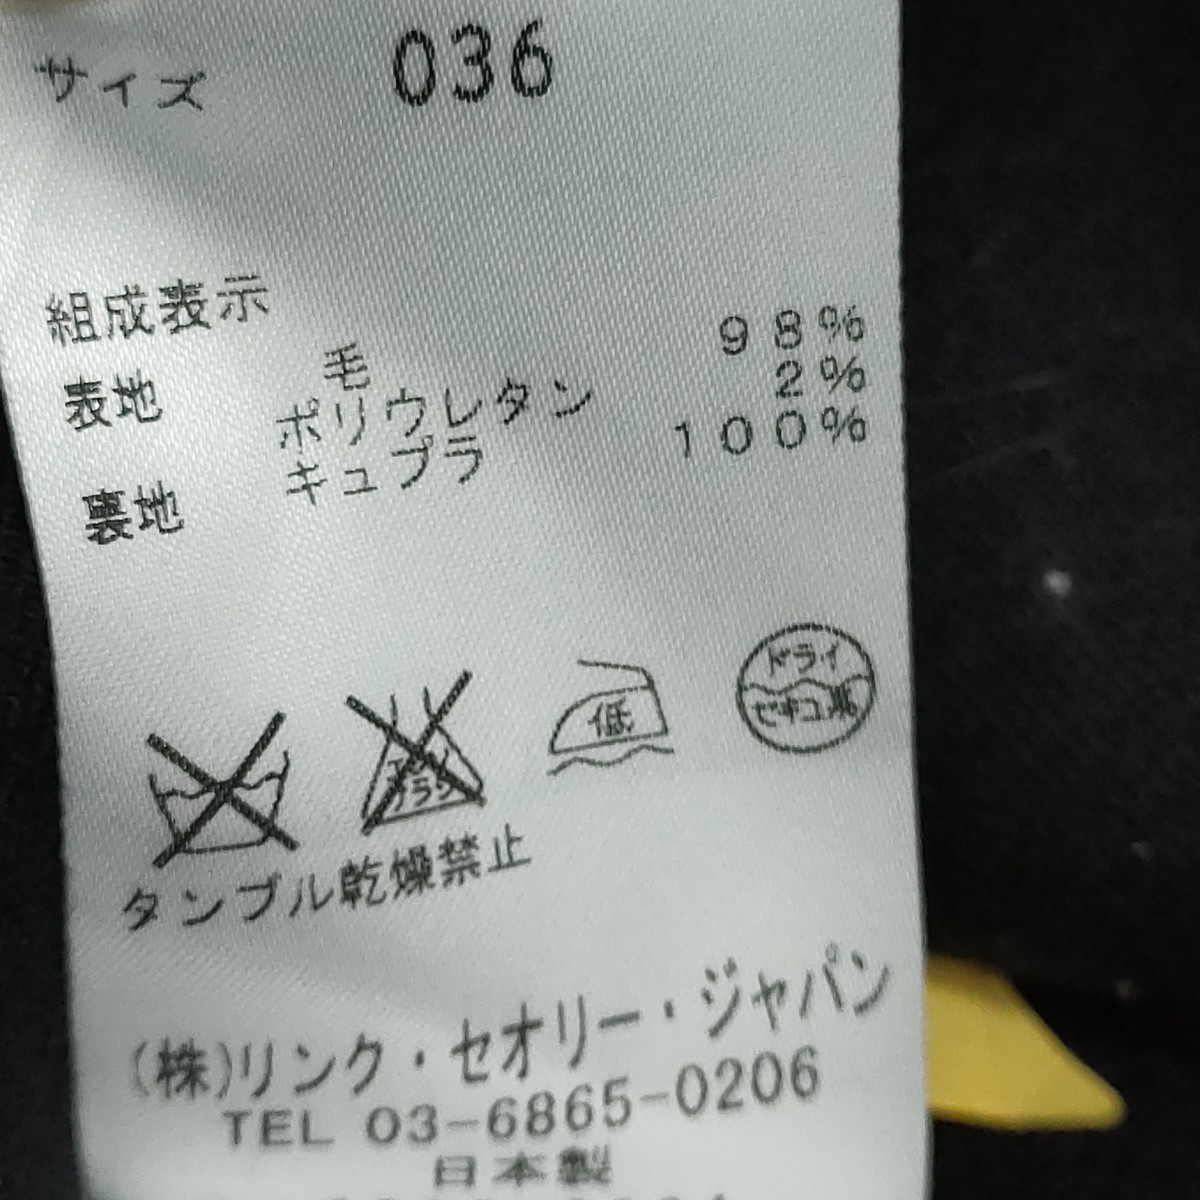 サイズ 036
組成表示
表地 毛 98%
ポリウレタン 2%
裏地 キュプラ 100%
低
ドライ
セキユ系
タンブル乾燥禁止
(株)リンク・セオリー・ジャパン
TEL 03-6865-0206
日本製